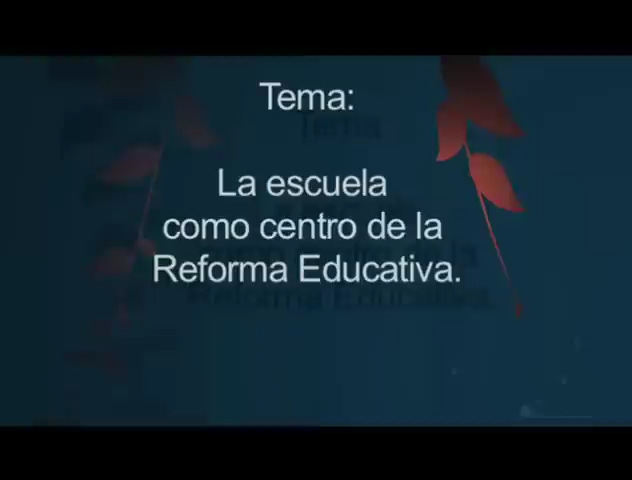 Tema:
La escuela
como centro de la
Reforma Educativa.